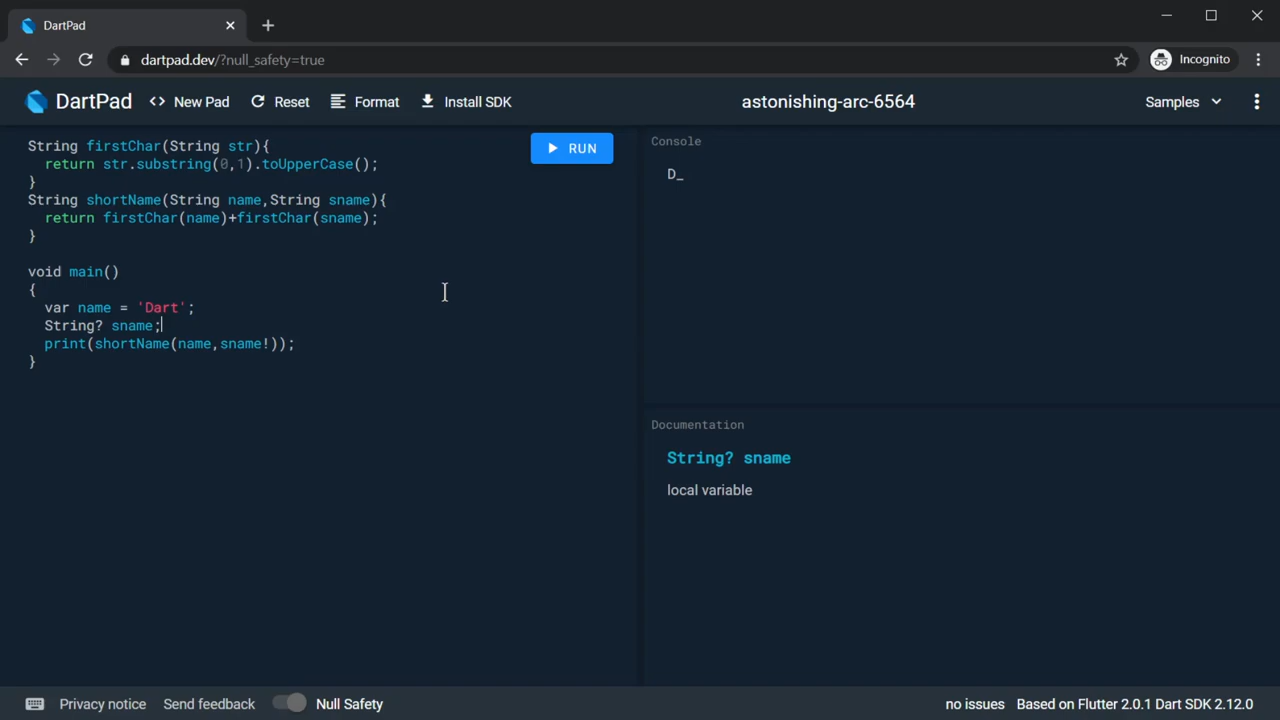 DartPad
dartpad.dev/?null_safety=true
Incognito
DartPad
<> New Pad
Reset
Format
Install SDK
astonishing-arc-6564
Samples
String firstChar(String str){
  return str.substring(0,1).toUpperCase();
}
String shortName(String name,String sname){
  return firstChar(name)+firstChar(sname);
}
void main()
{
  var name = 'Dart';
  String? sname;
  print(shortName(name,sname!));
}
RUN
Console
D_
Documentation
String? sname
local variable
Privacy notice
Send feedback
Null Safety
no issues
Based on Flutter 2.0.1 Dart SDK 2.12.0